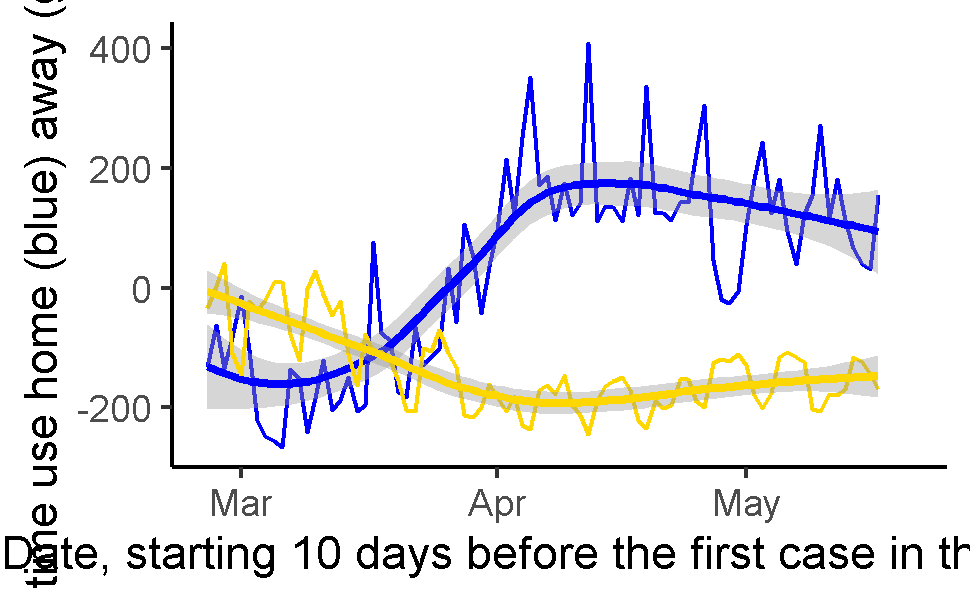 time use home (blue) away (
400
200
0
-200
Mar Apr May
Date, starting 10 days before the first case in th